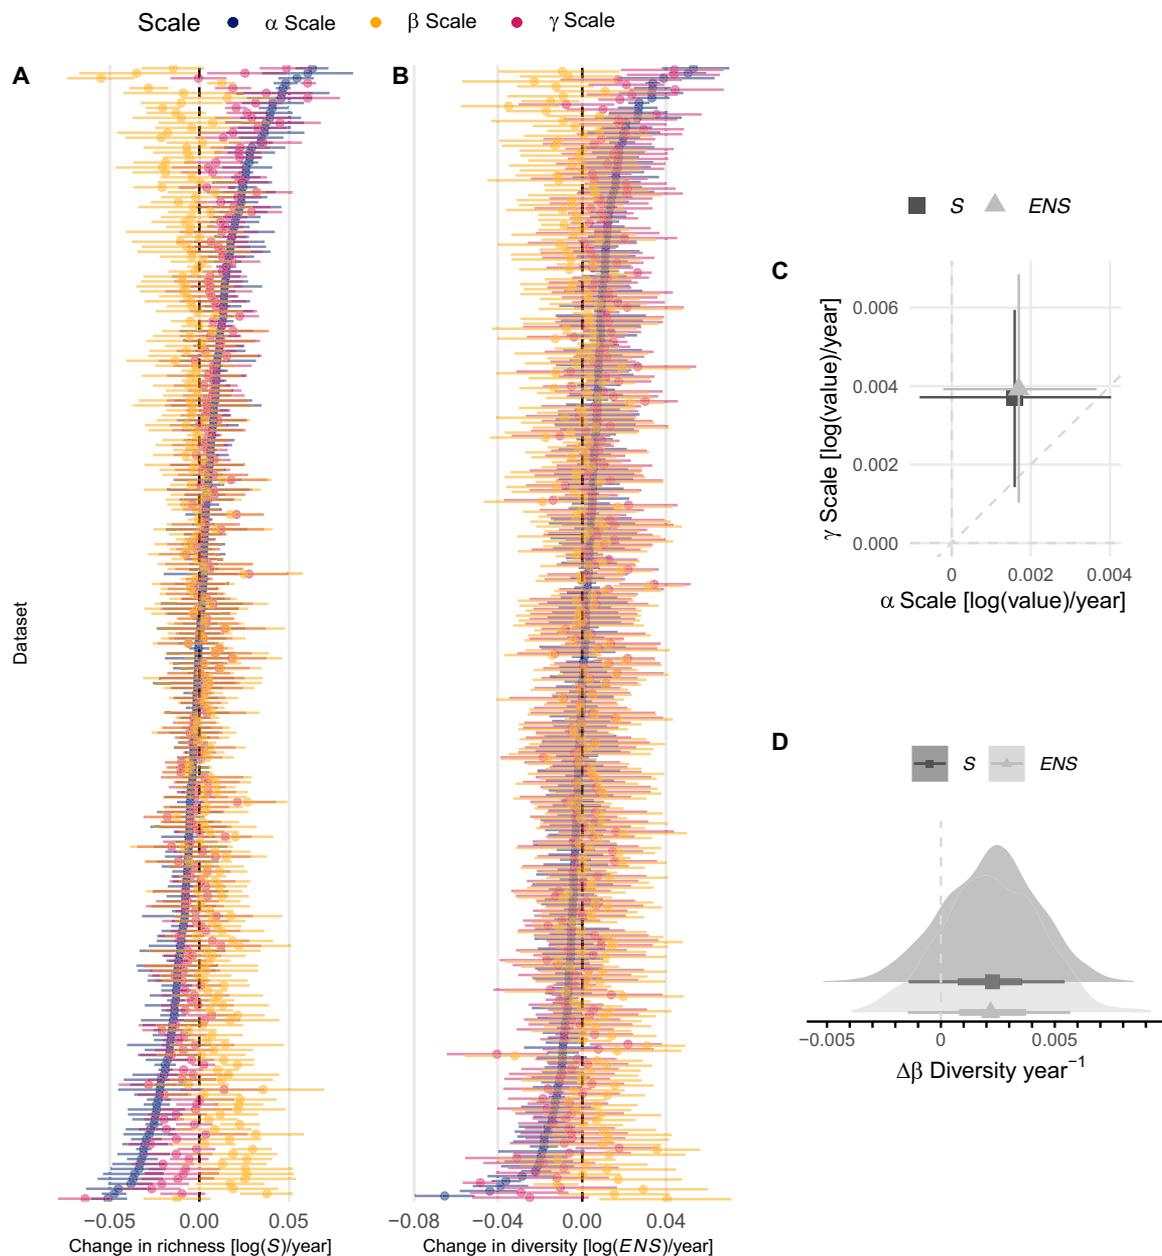 Scale α Scale β Scale γ Scale
A
B
Dataset
−0.05 0.00 0.05
Change in richness [log(S)/year]
−0.08 −0.04 0.00 0.04
Change in diversity [log(ENS)/year]
S ENS
C
γ Scale [log(value)/year]
0.006
0.004
0.002
0.000
0 0.002 0.004
α Scale [log(value)/year]
D
S ENS
−0.005 0 0.005
Δβ Diversity year⁻¹